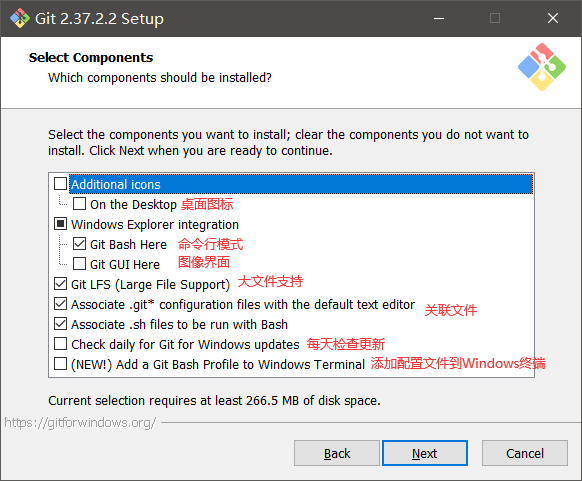 Git 2.37.2.2 Setup
Select Components
Which components should be installed?
Select the components you want to install; clear the components you do not want to
install. Click Next when you are ready to continue.
Additional icons
On the Desktop 桌面图标
Windows Explorer integration
Git Bash Here 命令行模式
Git GUI Here 图像界面
Git LFS (Large File Support) 大文件支持
Associate .git* configuration files with the default text editor 关联文件
Associate .sh files to be run with Bash
Check daily for Git for Windows updates 每天检查更新
(NEW!) Add a Git Bash Profile to Windows Terminal 添加配置文件到Windows终端
Current selection requires at least 266.5 MB of disk space.
https://gitforwindows.org/
Back Next Cancel